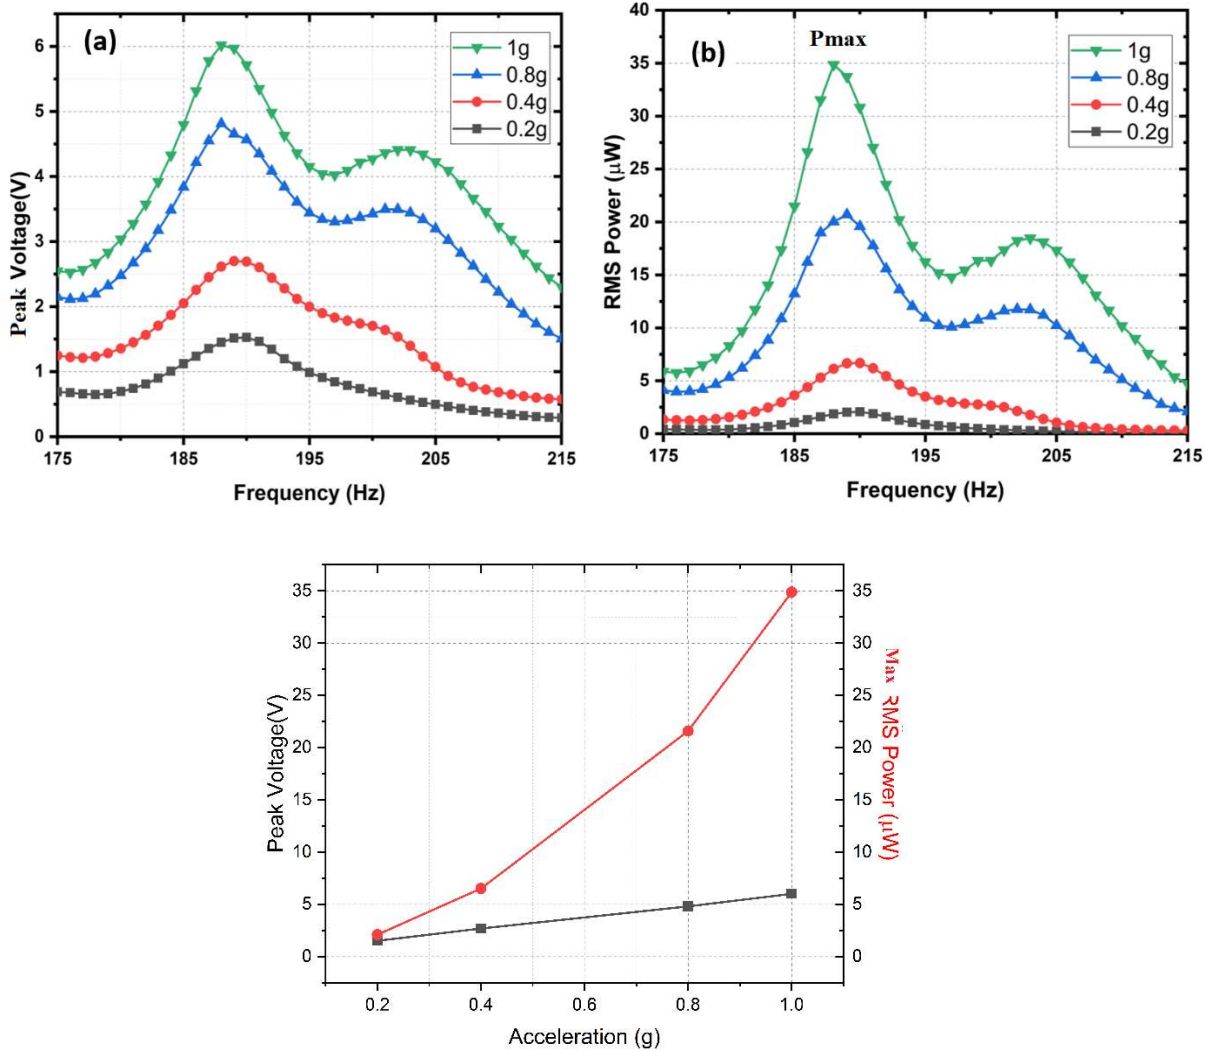 (a)
1g
0.8g
0.4g
0.2g
Peak Voltage(V)
6
5
4
3
2
1
0
175
185
195
205
215
Frequency (Hz)
(b)
Pmax
1g
0.8g
0.4g
0.2g
RMS Power (μW)
40
35
30
25
20
15
10
5
0
175
185
195
205
215
Frequency (Hz)
Peak Voltage(V)
35
30
25
20
15
10
5
0
0.2
0.4
0.6
0.8
1.0
Acceleration (g)
35
30
25
20
15
10
5
0
Max RMS Power (μW)